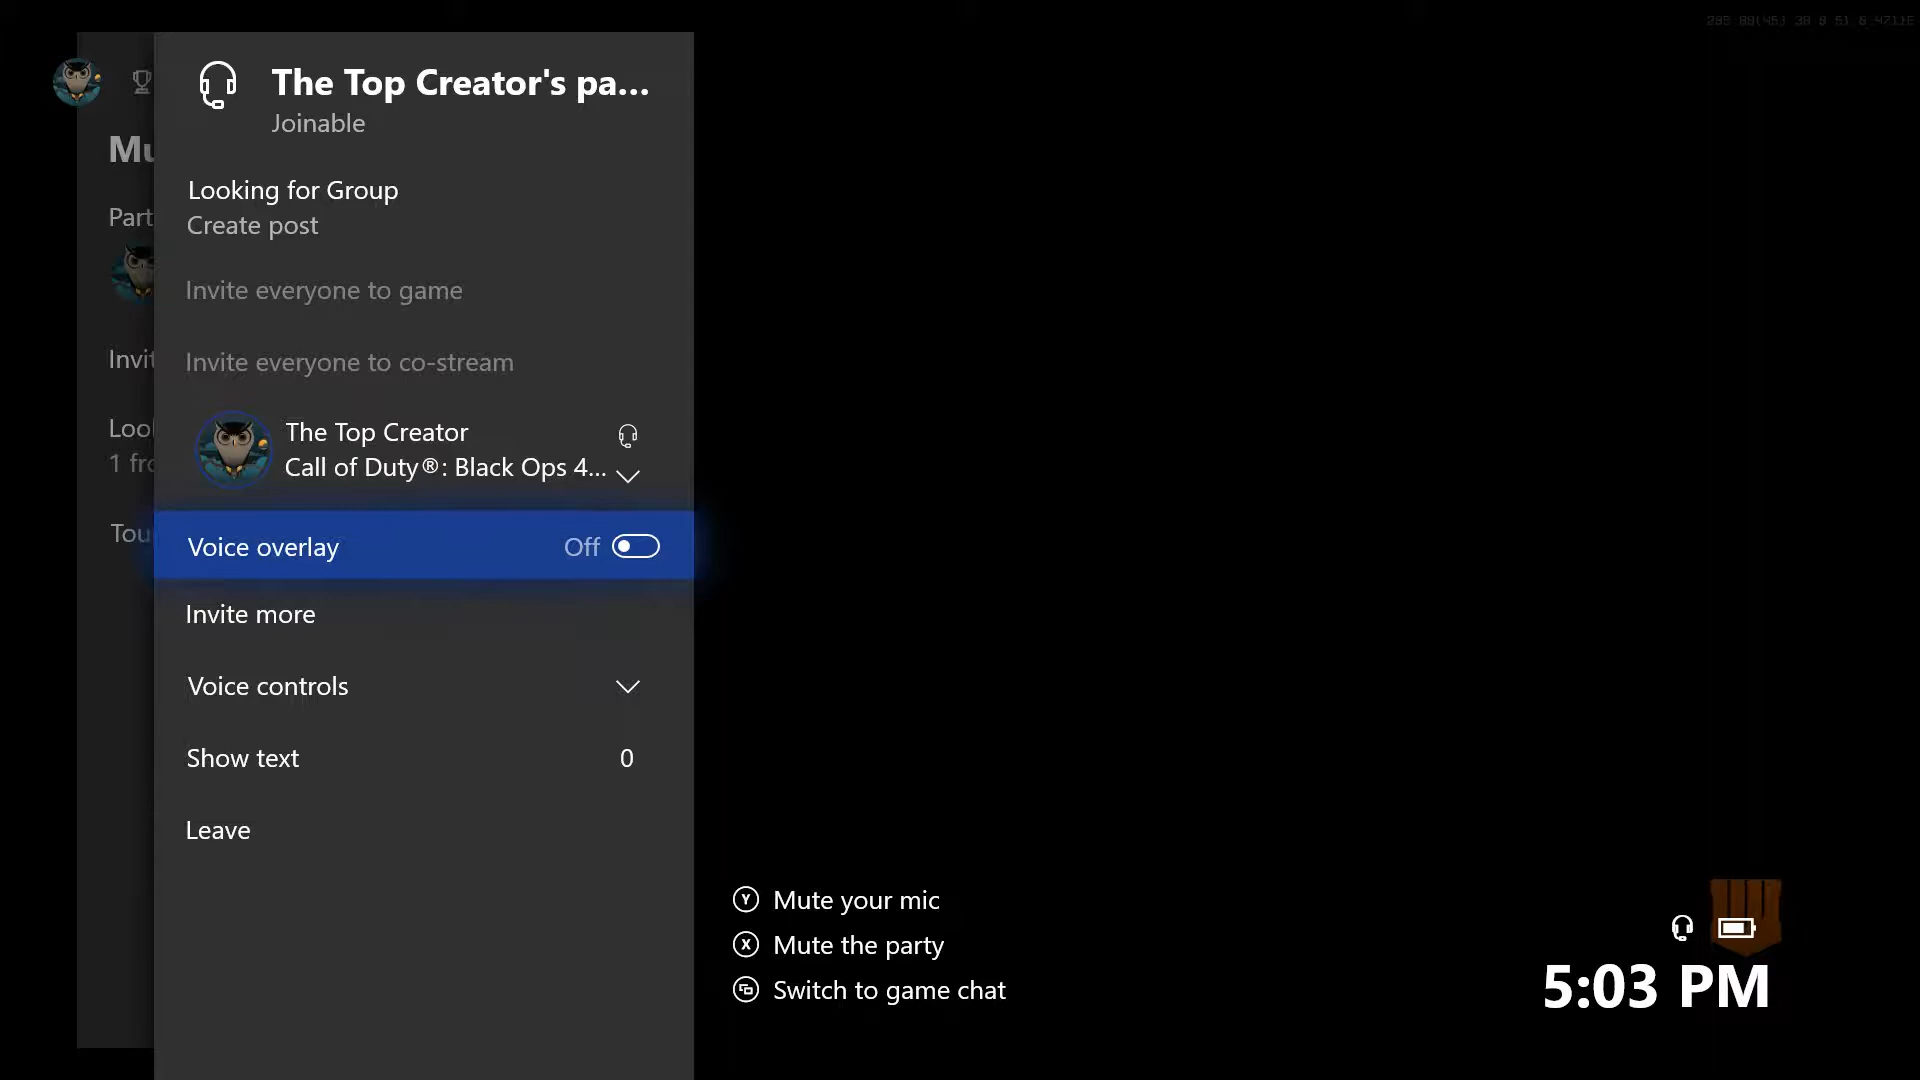 The Top Creator's pa...
Joinable
Mu
Looking for Group
Create post
Part
Invite everyone to game
Invit
Invite everyone to co-stream
The Top Creator
Call of Duty®: Black Ops 4...
Look
1 fro
Tou
Voice overlay Off
Invite more
Voice controls
Show text 0
Leave
Y Mute your mic
X Mute the party
Switch to game chat
5:03 PM